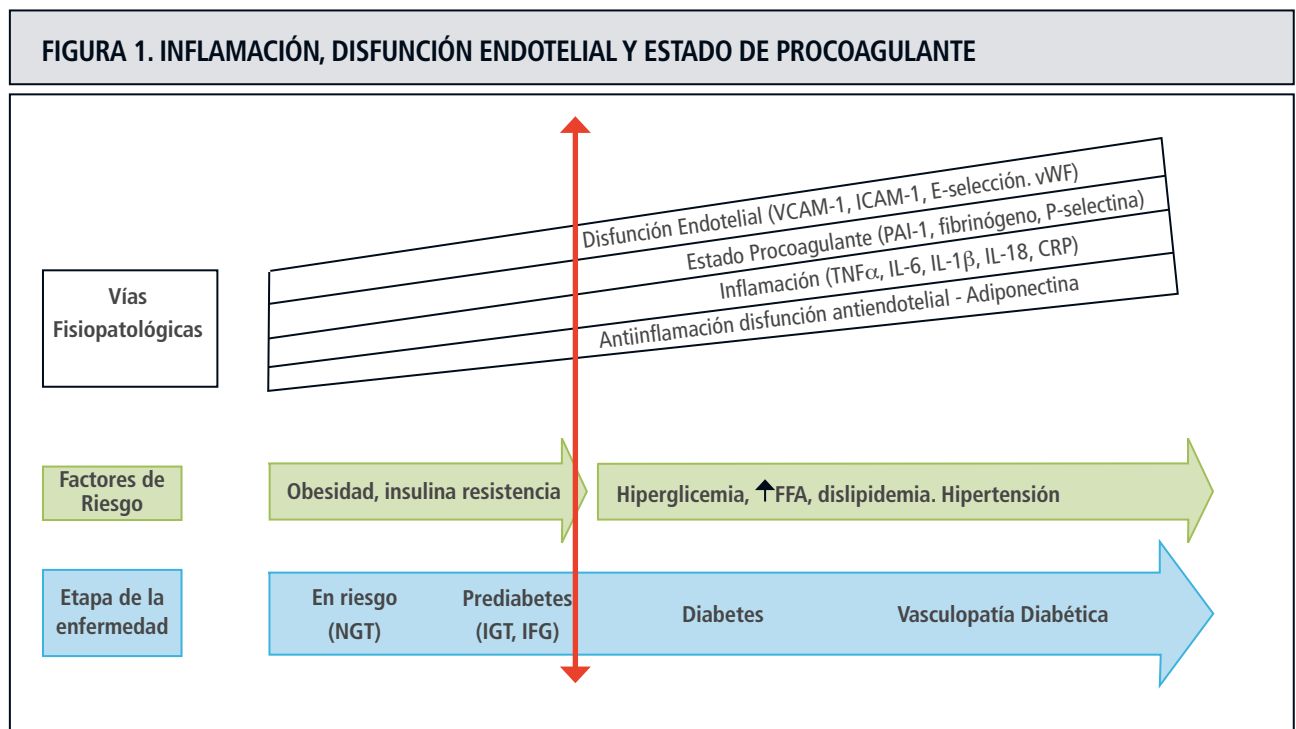 FIGURA 1. INFLAMACIÓN, DISFUNCIÓN ENDOTELIAL Y ESTADO DE PROCOAGULANTE
Vías
Fisiopatológicas
Disfunción Endotelial (VCAM-1, ICAM-1, E-selección. vWF)
Estado Procoagulante (PAI-1, fibrinógeno, P-selectina)
Inflamación (TNFα, IL-6, IL-1β, IL-18, CRP)
Antiinflamación disfunción antiendotelial - Adiponectina
Factores de
Riesgo
Obesidad, insulina resistencia
Hiperglicemia, ↑FFA, dislipidemia. Hipertensión
Etapa de la
enfermedad
En riesgo
(NGT)
Prediabetes
(IGT, IFG)
Diabetes
Vasculopatía Diabética